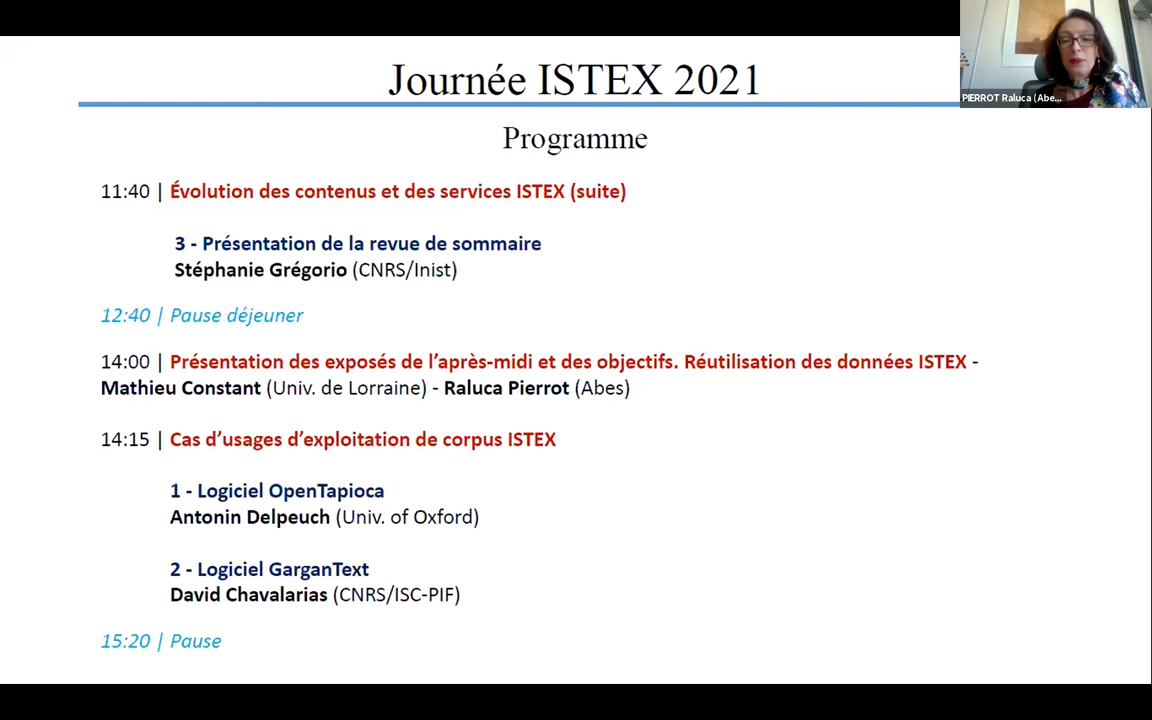 Journée ISTEX 2021
PIERROT Raluca (Abe...
Programme
11:40 | Évolution des contenus et des services ISTEX (suite)
3 - Présentation de la revue de sommaire
Stéphanie Grégorio (CNRS/Inist)
12:40 | Pause déjeuner
14:00 | Présentation des exposés de l’après-midi et des objectifs. Réutilisation des données ISTEX -
Mathieu Constant (Univ. de Lorraine) - Raluca Pierrot (Abes)
14:15 | Cas d’usages d’exploitation de corpus ISTEX
1 - Logiciel OpenTapioca
Antonin Delpeuch (Univ. of Oxford)
2 - Logiciel GarganText
David Chavalarias (CNRS/ISC-PIF)
15:20 | Pause